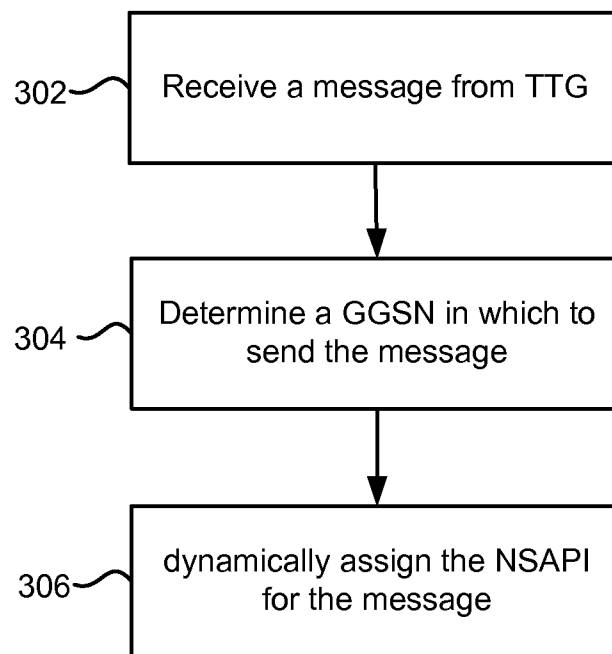 302
Receive a message from TTG
304
Determine a GGSN in which to
send the message
306
dynamically assign the NSAPI
for the message